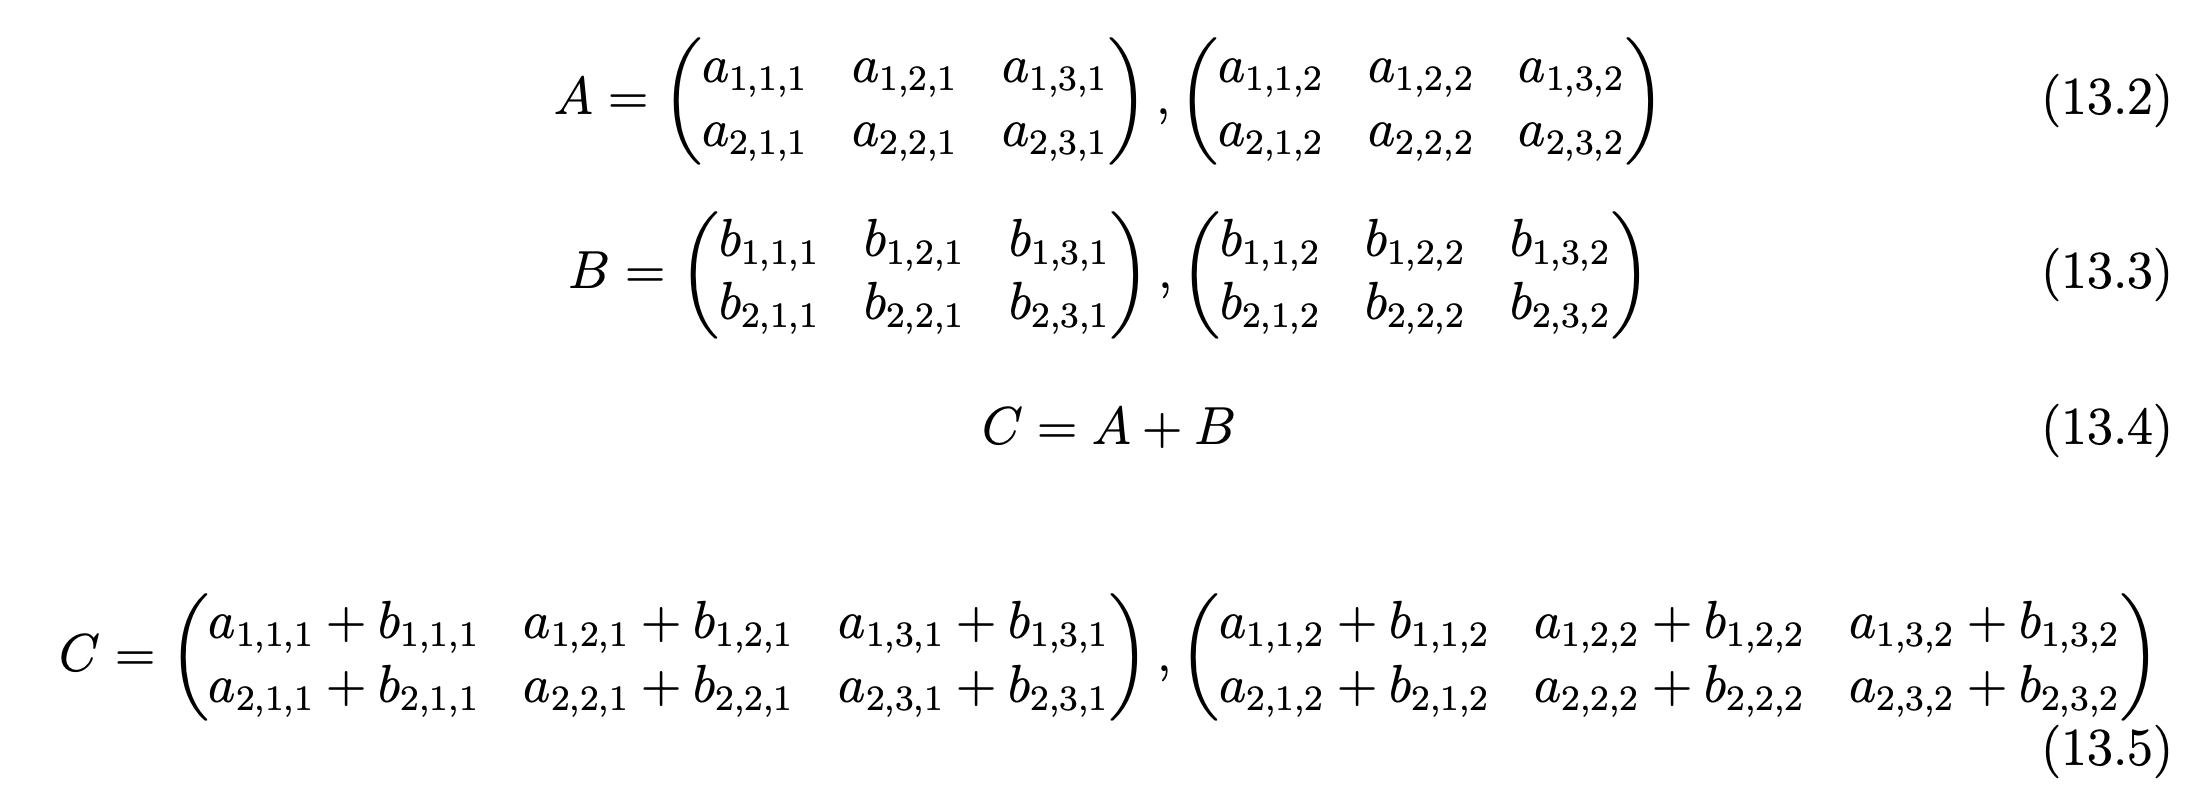 A = \begin{pmatrix} a_{1,1,1} & a_{1,2,1} & a_{1,3,1} \\ a_{2,1,1} & a_{2,2,1} & a_{2,3,1} \end{pmatrix}, \begin{pmatrix} a_{1,1,2} & a_{1,2,2} & a_{1,3,2} \\ a_{2,1,2} & a_{2,2,2} & a_{2,3,2} \end{pmatrix} (13.2)
B = \begin{pmatrix} b_{1,1,1} & b_{1,2,1} & b_{1,3,1} \\ b_{2,1,1} & b_{2,2,1} & b_{2,3,1} \end{pmatrix}, \begin{pmatrix} b_{1,1,2} & b_{1,2,2} & b_{1,3,2} \\ b_{2,1,2} & b_{2,2,2} & b_{2,3,2} \end{pmatrix} (13.3)
C = A + B (13.4)
C = \begin{pmatrix} a_{1,1,1} + b_{1,1,1} & a_{1,2,1} + b_{1,2,1} & a_{1,3,1} + b_{1,3,1} \\ a_{2,1,1} + b_{2,1,1} & a_{2,2,1} + b_{2,2,1} & a_{2,3,1} + b_{2,3,1} \end{pmatrix}, \begin{pmatrix} a_{1,1,2} + b_{1,1,2} & a_{1,2,2} + b_{1,2,2} & a_{1,3,2} + b_{1,3,2} \\ a_{2,1,2} + b_{2,1,2} & a_{2,2,2} + b_{2,2,2} & a_{2,3,2} + b_{2,3,2} \end{pmatrix}
(13.5)